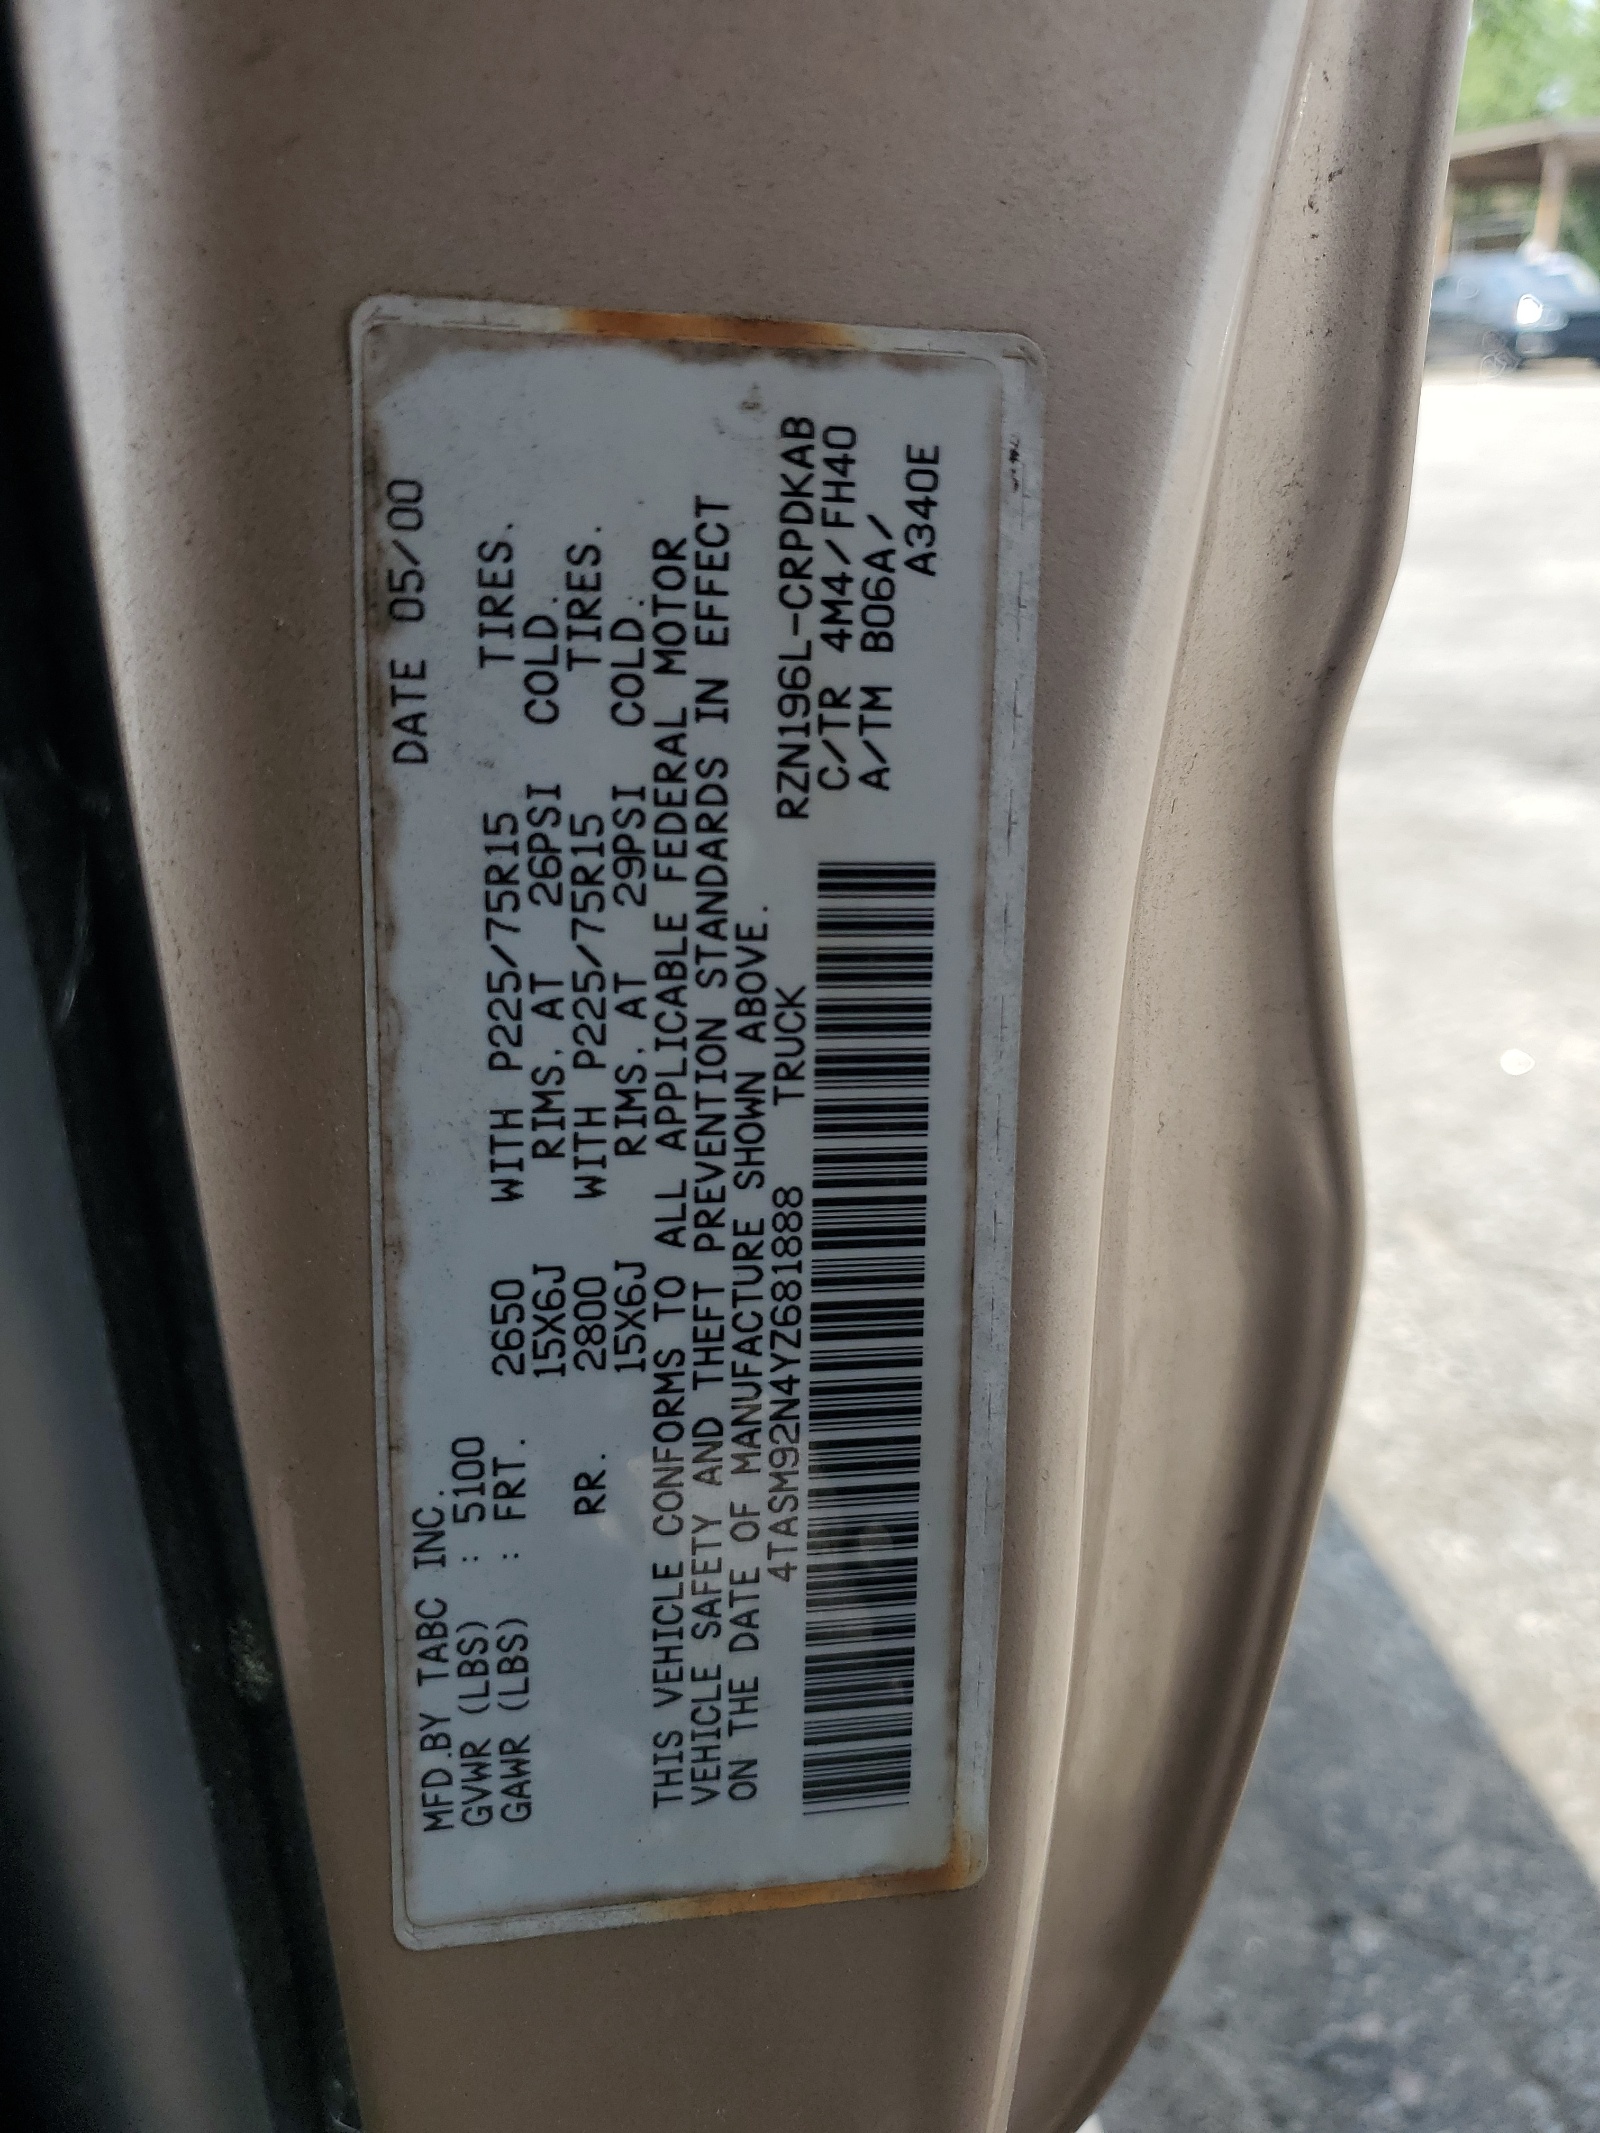 MFD.BY TABC INC. DATE 05/00
GVWR (LBS) : 5100
GAWR (LBS) : FRT. 2650 WITH P225/75R15 TIRES.
15X6J RIMS, AT 26PSI COLD.
RR. 2800 WITH P225/75R15 TIRES.
15X6J RIMS, AT 29PSI COLD.
THIS VEHICLE CONFORMS TO ALL APPLICABLE FEDERAL MOTOR
VEHICLE SAFETY AND THEFT PREVENTION STANDARDS IN EFFECT
ON THE DATE OF MANUFACTURE SHOWN ABOVE.
4TASM92N4YZ681888 TRUCK
RZN196L-CRPDKAB
C/TR 4M4/FH40
A/TM B06A/
A340E